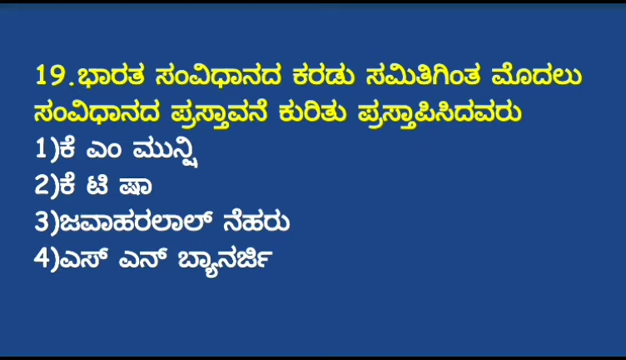 19.ಭಾರತ ಸಂವಿಧಾನದ ಕರಡು ಸಮಿತಿಗಿಂತ ಮೊದಲು
ಸಂವಿಧಾನದ ಪ್ರಸ್ತಾವನೆ ಕುರಿತು ಪ್ರಸ್ತಾಪಿಸಿದವರು
1)ಕೆ ಎಂ ಮುನ್ಷಿ
2)ಕೆ ಟಿ ಷಾ
3)ಜವಾಹರಲಾಲ್ ನೆಹರು
4)ಎಸ್ ಎನ್ ಬ್ಯಾನರ್ಜಿ